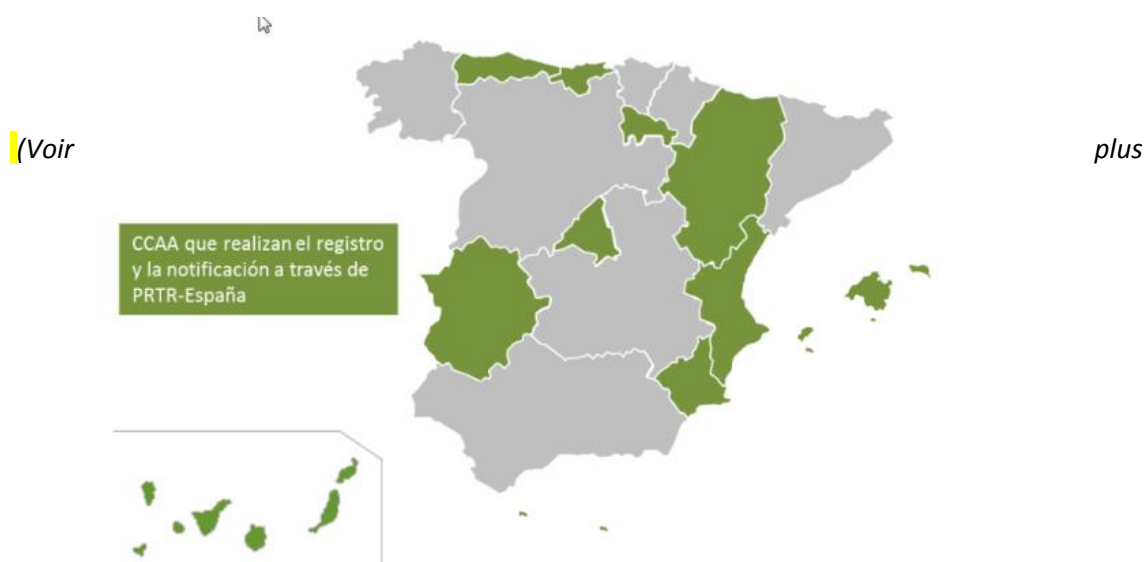 (Voir plus
CCAA que realizan el registro
y la notificación a través de
PRTR-España